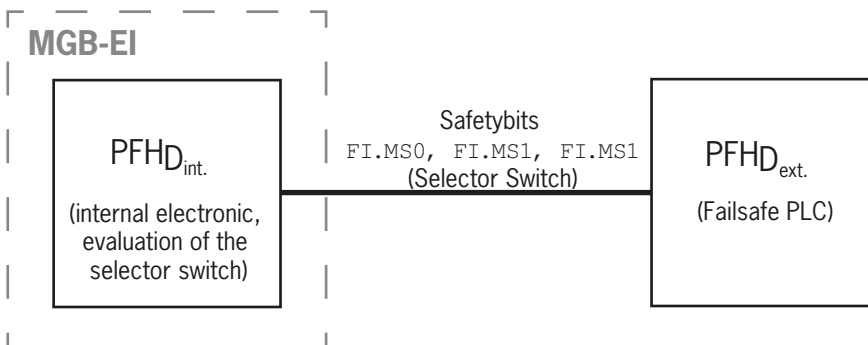 MGB-EI
PFHDint.
(internal electronic,
evaluation of the
selector switch)
Safetybits
FI.MS0, FI.MS1, FI.MS1
(Selector Switch)
PFHDext.
(Failsafe PLC)